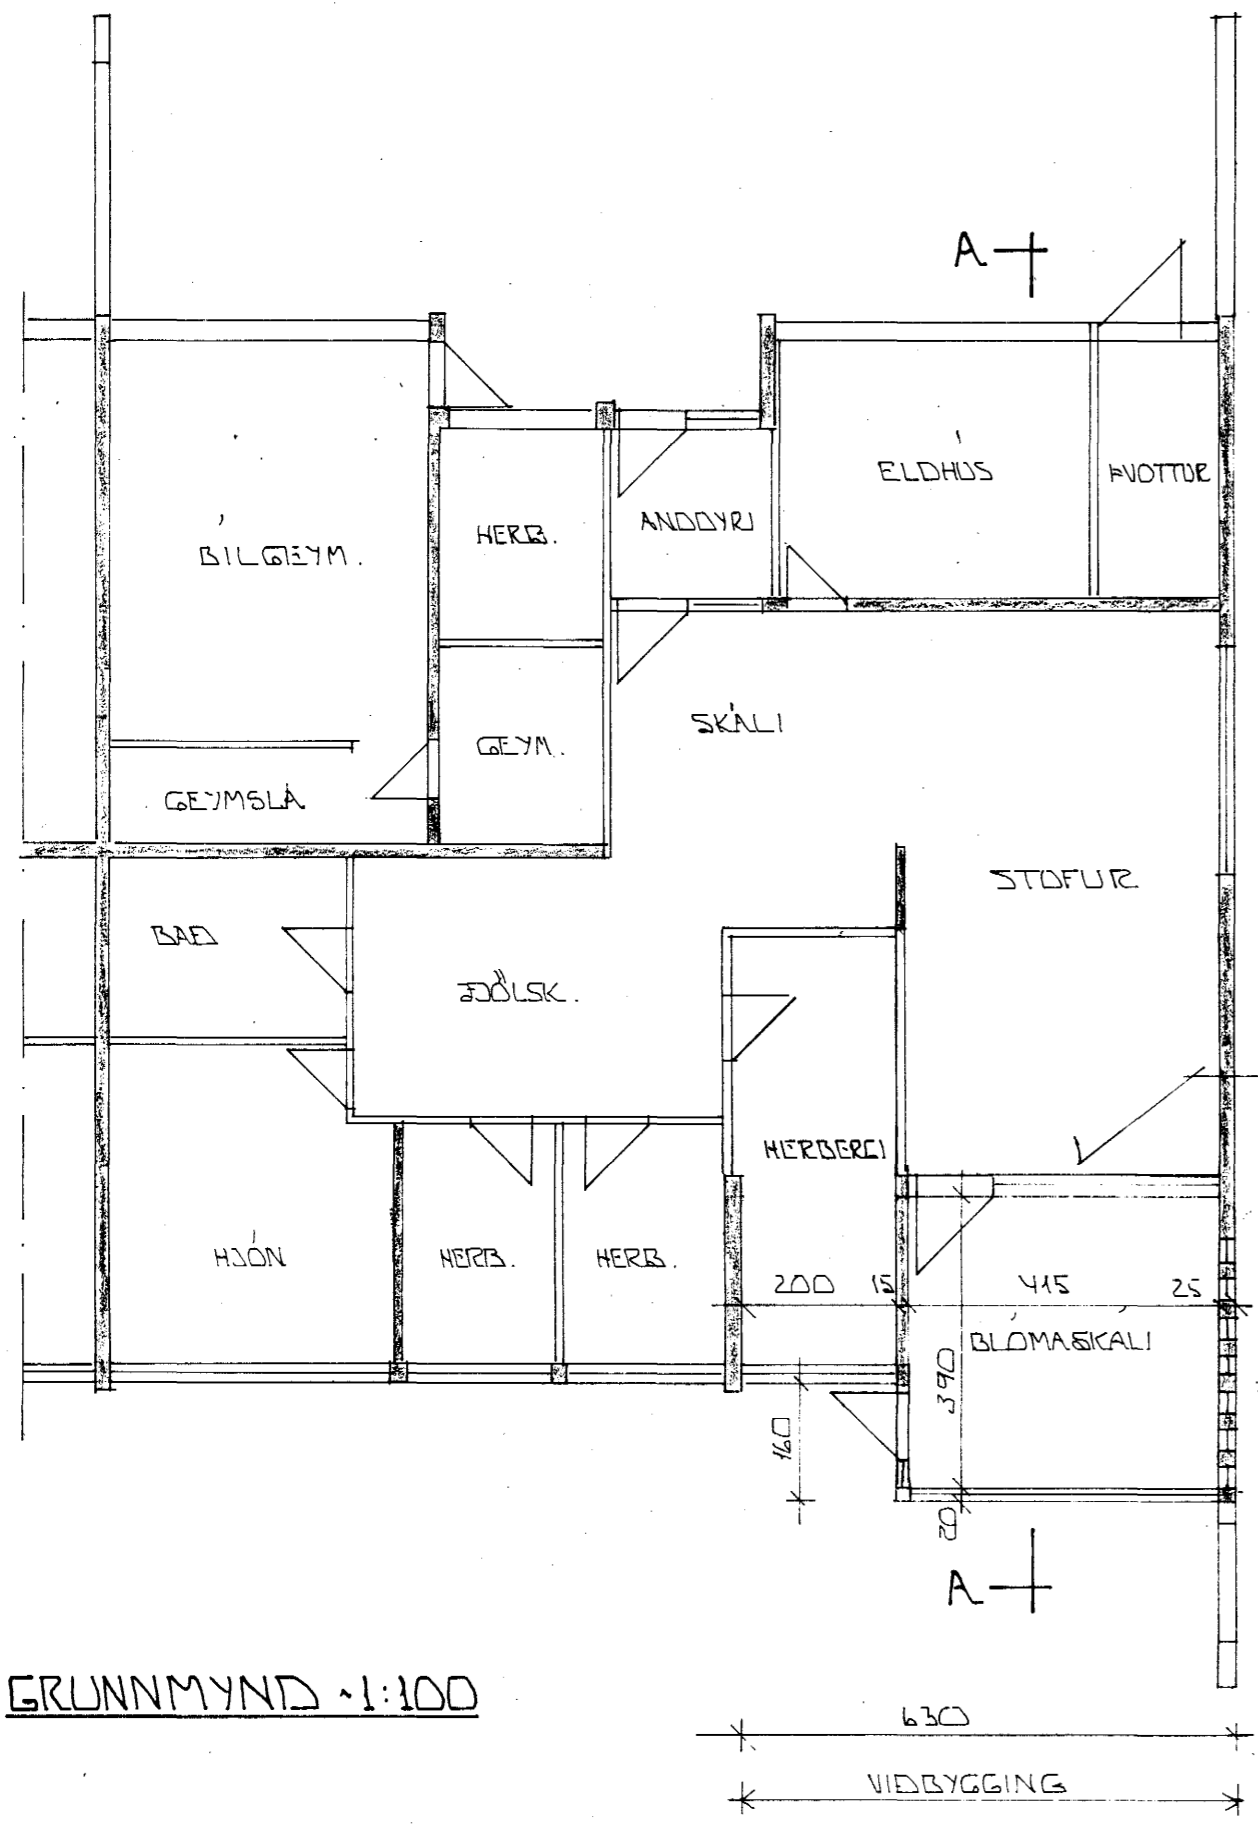 A
ELDHÚS
ÞVOTTUR
ANDDYRI
HERB.
BÍLGEYM.
SKÁLI
GEYM.
GEYMSLA
STOFUR
BAÐ
FJÖLSK.
HERBERGI
HJÓN
HERB.
HERB.
200 15 415 25
BLÓMASKÁLI
390
160
20
A
GRUNNMYND ~1:100
630
VIÐBYGGING